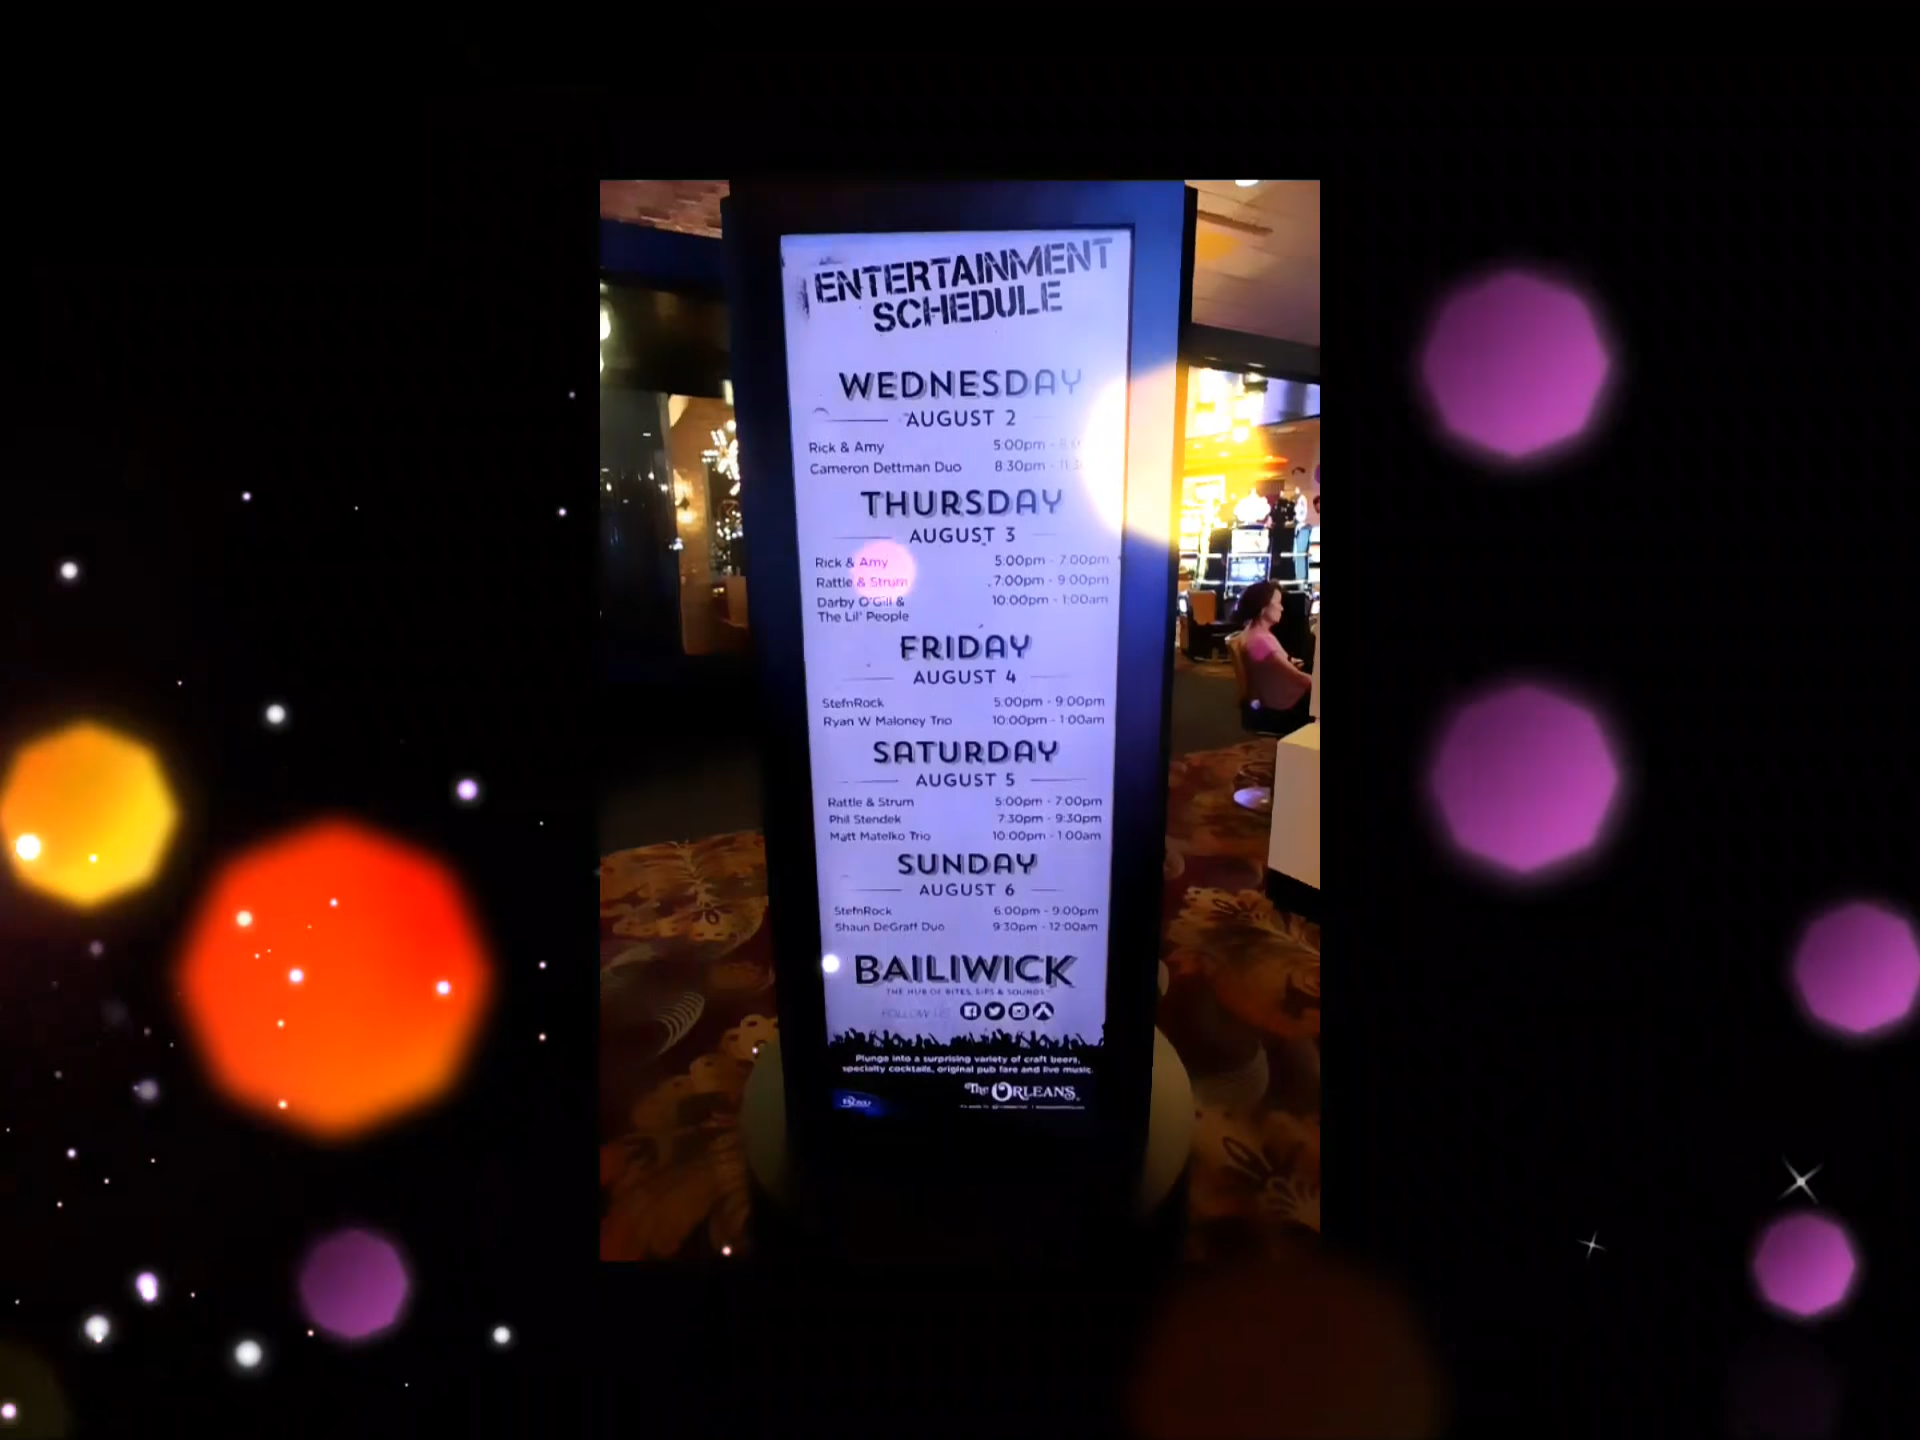 ENTERTAINMENT
SCHEDULE
WEDNESDAY
AUGUST 2
Rick & Amy 5:00pm -
Cameron Dettman Duo 8:30pm -
THURSDAY
AUGUST 3
Rick & Amy 5:00pm - 7:00pm
Rattle & Strum 7:00pm - 9:00pm
Darby O'Gill & 10:00pm - 1:00am
The Lil' People
FRIDAY
AUGUST 4
StefnRock 5:00pm - 9:00pm
Ryan W Maloney Trio 10:00pm - 1:00am
SATURDAY
AUGUST 5
Rattle & Strum 5:00pm - 7:00pm
Phil Stendek 7:30pm - 9:30pm
Matt Matelko Trio 10:00pm - 1:00am
SUNDAY
AUGUST 6
StefnRock 6:00pm - 9:00pm
Shaun DeGraff Duo 9:30pm - 12:00am
BAILIWICK
THE HUB OF BITES, SIPS & SOUNDS
FOLLOW US
Plunge into a surprising variety of craft beers,
specialty cocktails, original pub fare and live music.
The ORLEANS